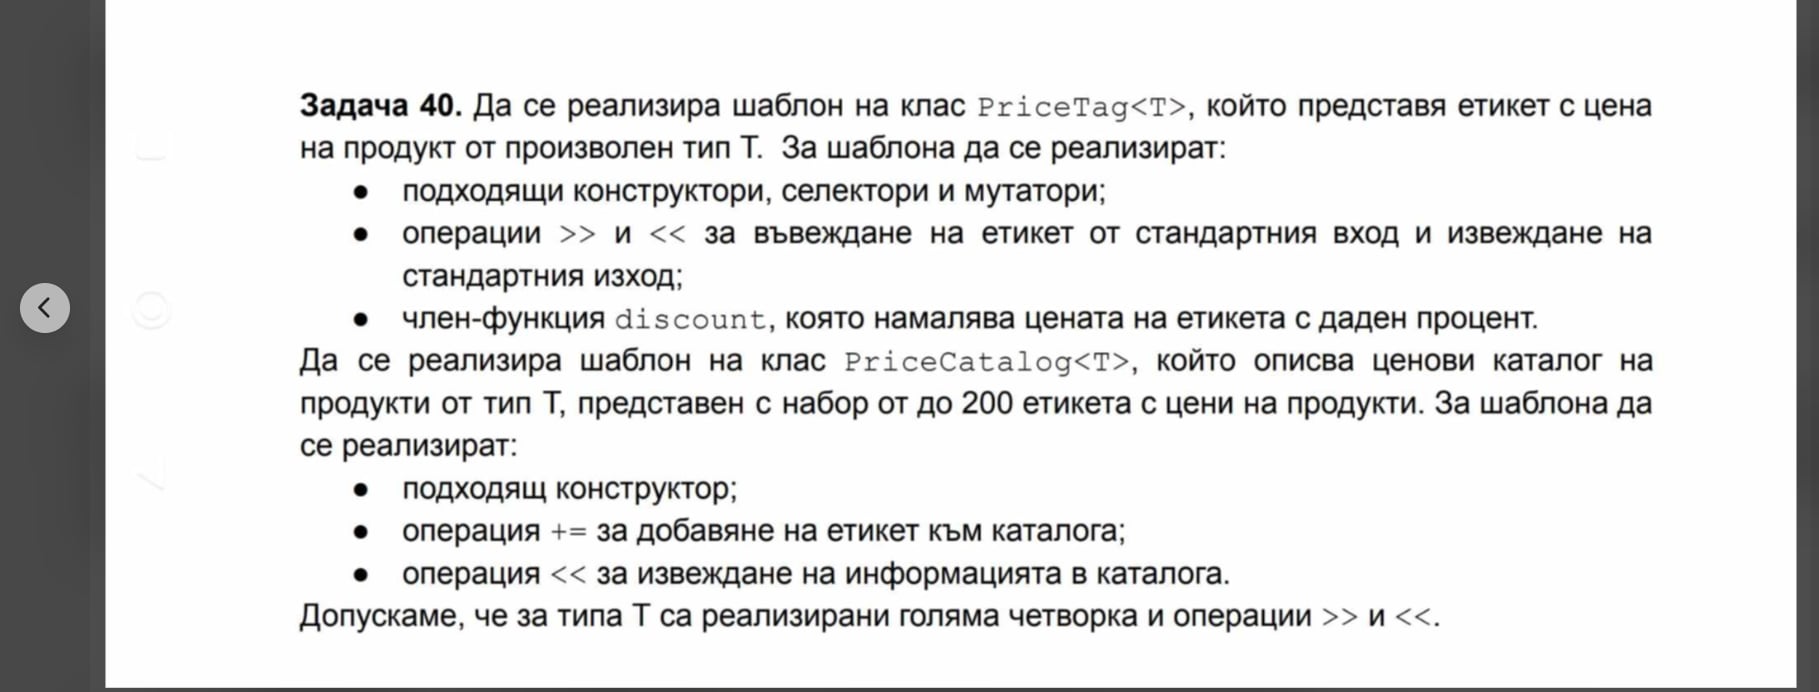 Задача 40. Да се реализира шаблон на клас PriceTag<T>, който представя етикет с цена
на продукт от произволен тип T. За шаблона да се реализират:
● подходящи конструктори, селектори и мутатори;
● операции >> и << за въвеждане на етикет от стандартния вход и извеждане на
стандартния изход;
● член-функция discount, която намалява цената на етикета с даден процент.
Да се реализира шаблон на клас PriceCatalog<T>, който описва ценови каталог на
продукти от тип T, представен с набор от до 200 етикета с цени на продукти. За шаблона да
се реализират:
● подходящ конструктор;
● операция += за добавяне на етикет към каталога;
● операция << за извеждане на информацията в каталога.
Допускаме, че за типа T са реализирани голяма четворка и операции >> и <<.